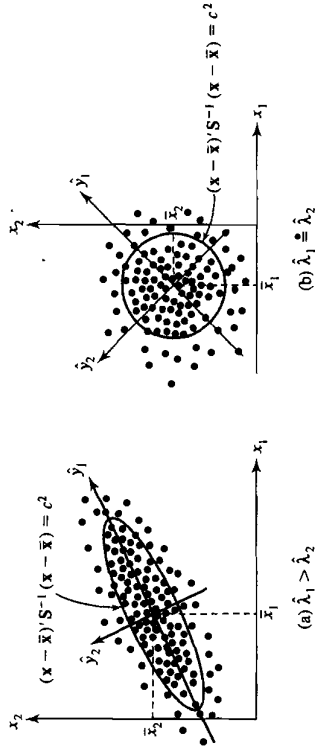 x₂
(x − x̄)′S⁻¹(x − x̄) = c²
ŷ₁
ŷ₂
x̄₂
x̄₁
x₁
(a) λ̂₁ > λ̂₂
x₂
ŷ₁
ŷ₂
x̄₂
(x − x̄)′S⁻¹(x − x̄) = c²
x̄₁
x₁
(b) λ̂₁ = λ̂₂